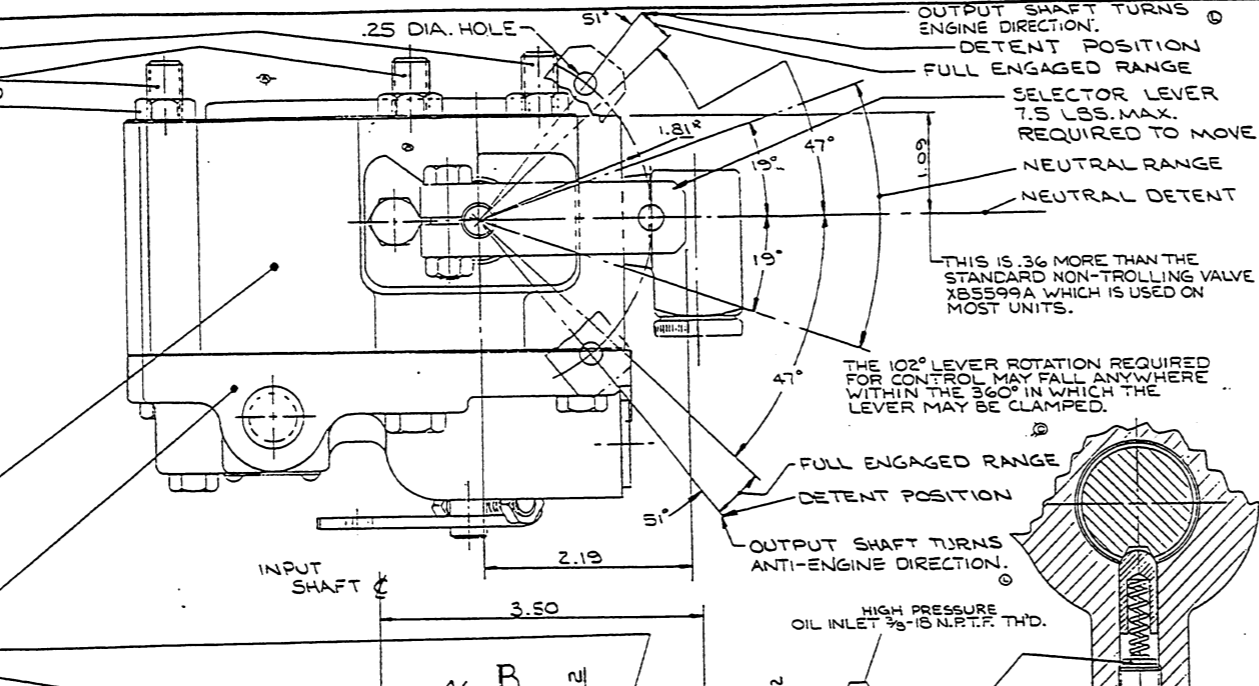 .25 DIA. HOLE
51°
OUTPUT SHAFT TURNS
ENGINE DIRECTION.
DETENT POSITION
FULL ENGAGED RANGE
SELECTOR LEVER
7.5 LBS. MAX.
REQUIRED TO MOVE
1.81 R
19°
47°
1.09
NEUTRAL RANGE
NEUTRAL DETENT
19°
THIS IS .36 MORE THAN THE
STANDARD NON-TROLLING VALVE
XB5599A WHICH IS USED ON
MOST UNITS.
47°
THE 102° LEVER ROTATION REQUIRED
FOR CONTROL MAY FALL ANYWHERE
WITHIN THE 360° IN WHICH THE
LEVER MAY BE CLAMPED.
FULL ENGAGED RANGE
DETENT POSITION
51°
OUTPUT SHAFT TURNS
ANTI-ENGINE DIRECTION.
2.19
INPUT
SHAFT ℄
3.50
HIGH PRESSURE
OIL INLET 3/8-18 N.P.T.F. TH'D.
B